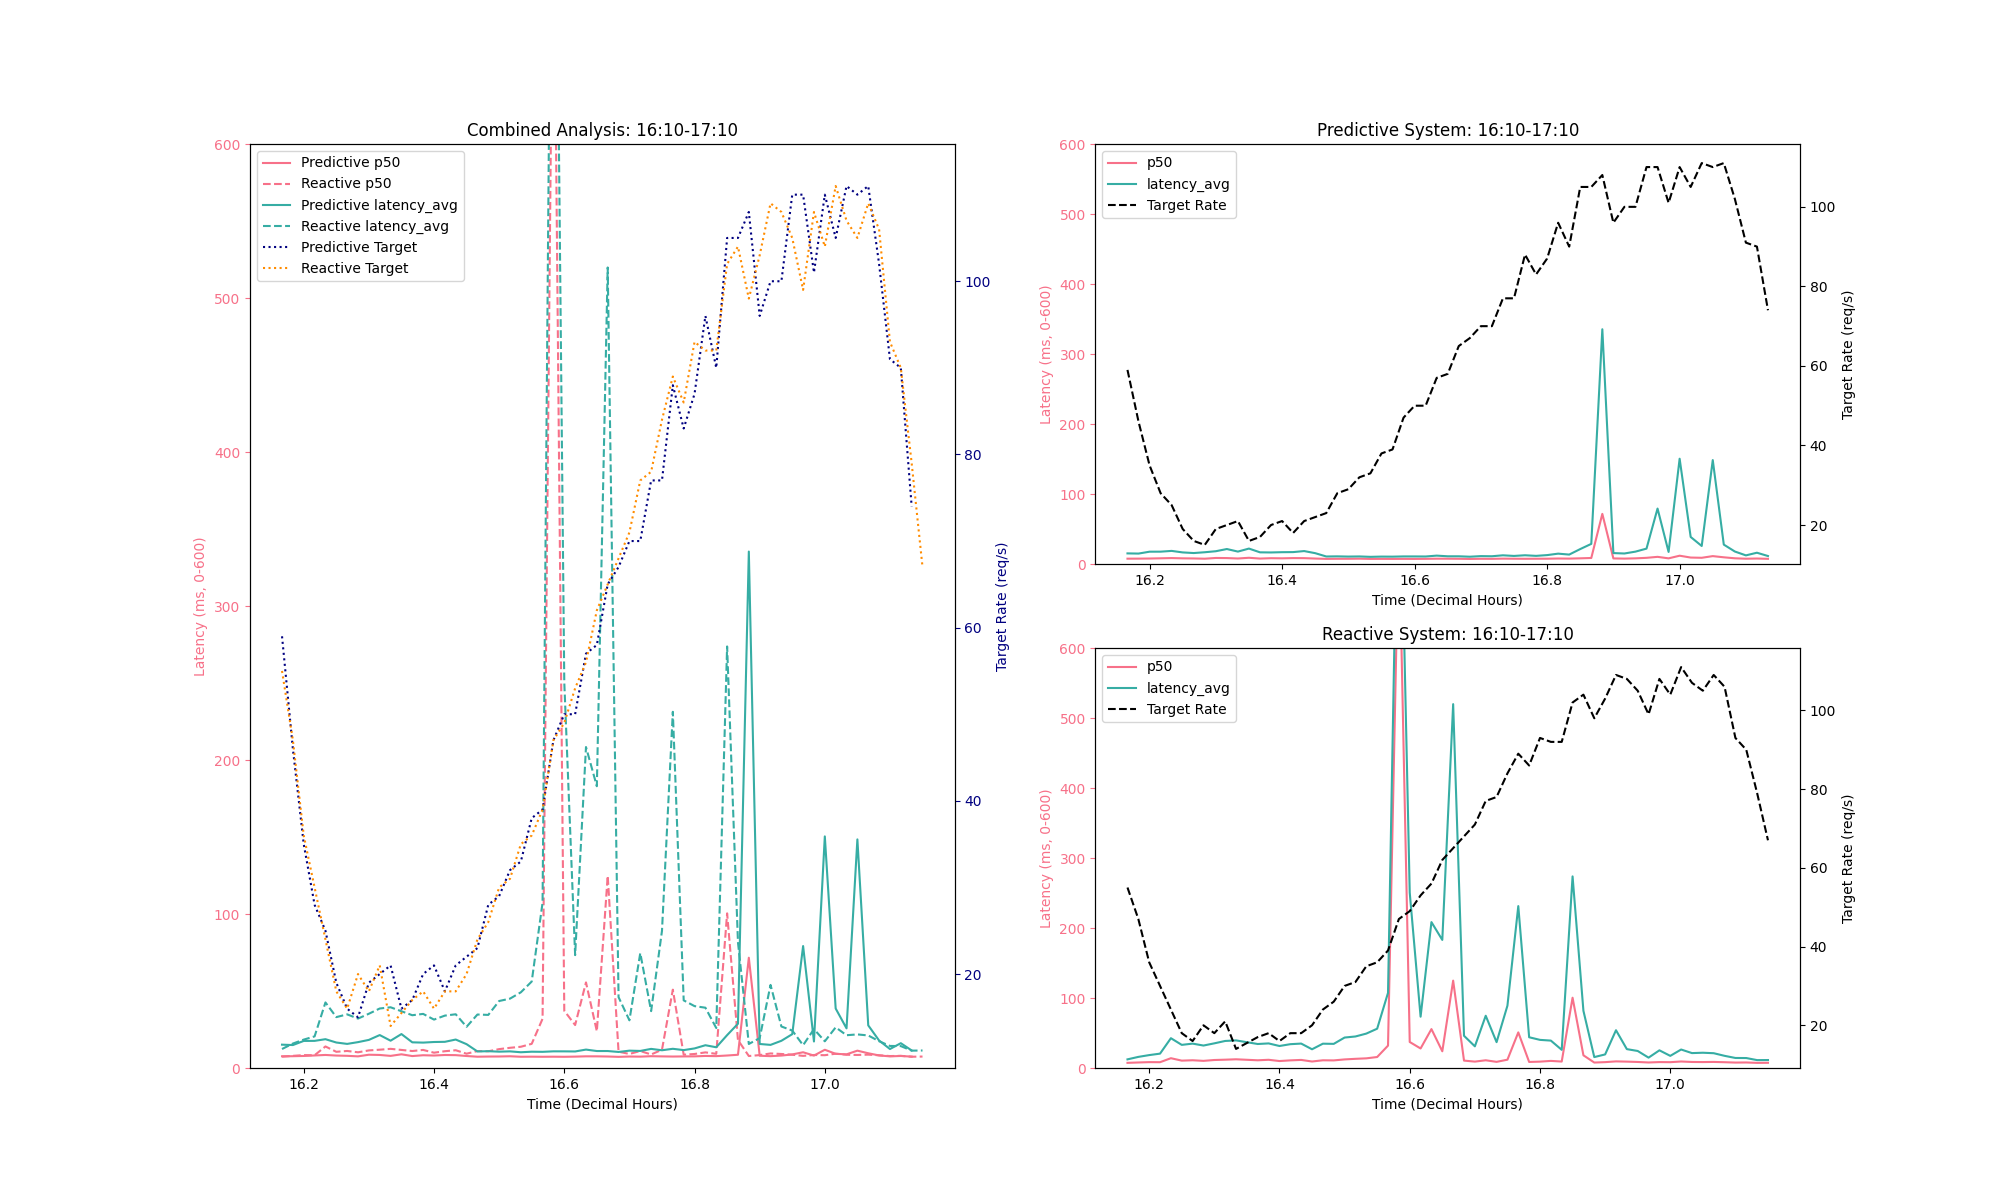 Combined Analysis: 16:10-17:10
Predictive p50
Reactive p50
Predictive latency_avg
Reactive latency_avg
Predictive Target
Reactive Target
600
500
400
300
200
100
0
Latency (ms, 0-600)
100
80
60
40
20
Target Rate (req/s)
16.2 16.4 16.6 16.8 17.0
Time (Decimal Hours)
Predictive System: 16:10-17:10
p50
latency_avg
Target Rate
600
500
400
300
200
100
0
Latency (ms, 0-600)
100
80
60
40
20
Target Rate (req/s)
16.2 16.4 16.6 16.8 17.0
Time (Decimal Hours)
Reactive System: 16:10-17:10
p50
latency_avg
Target Rate
600
500
400
300
200
100
0
Latency (ms, 0-600)
100
80
60
40
20
Target Rate (req/s)
16.2 16.4 16.6 16.8 17.0
Time (Decimal Hours)